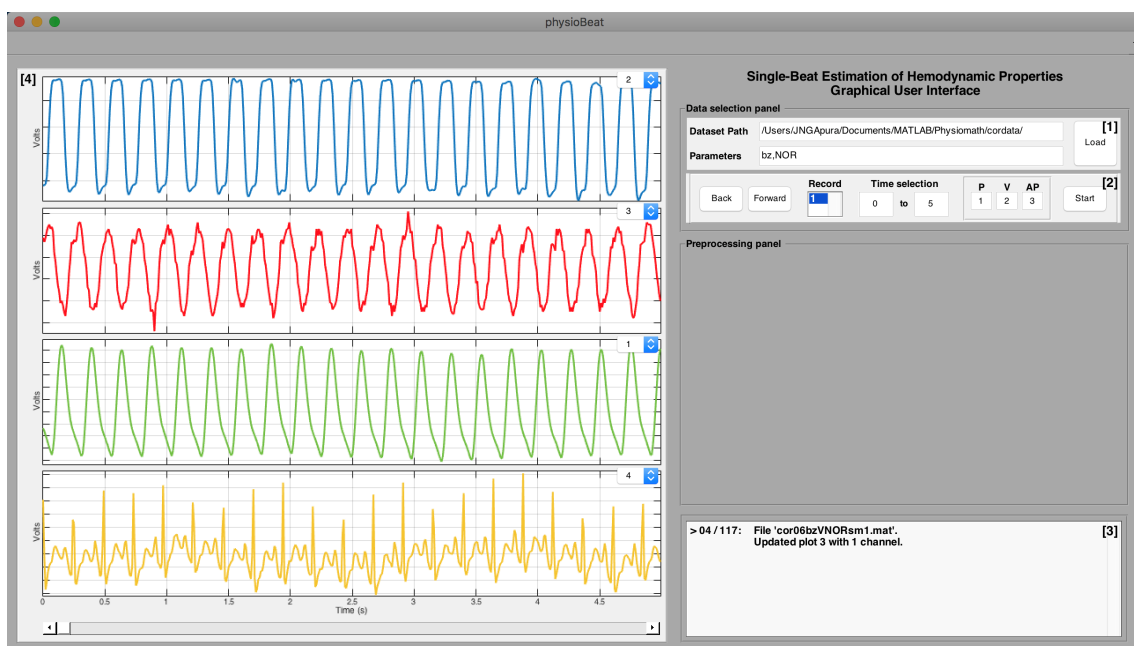 physioBeat
[4]
2
Volts
3
Volts
1
Volts
4
Volts
0 0.5 1 1.5 2 2.5 3 3.5 4 4.5
Time (s)
Single-Beat Estimation of Hemodynamic Properties
Graphical User Interface
Data selection panel
Dataset Path /Users/JNGApura/Documents/MATLAB/Physiomath/cordata/ [1]
Load
Parameters bz,NOR
Record Time selection P V AP [2]
Back Forward 1 0 to 5 1 2 3 Start
Preprocessing panel
> 04 / 117: File 'cor06bzVNORsm1.mat'. [3]
Updated plot 3 with 1 channel.